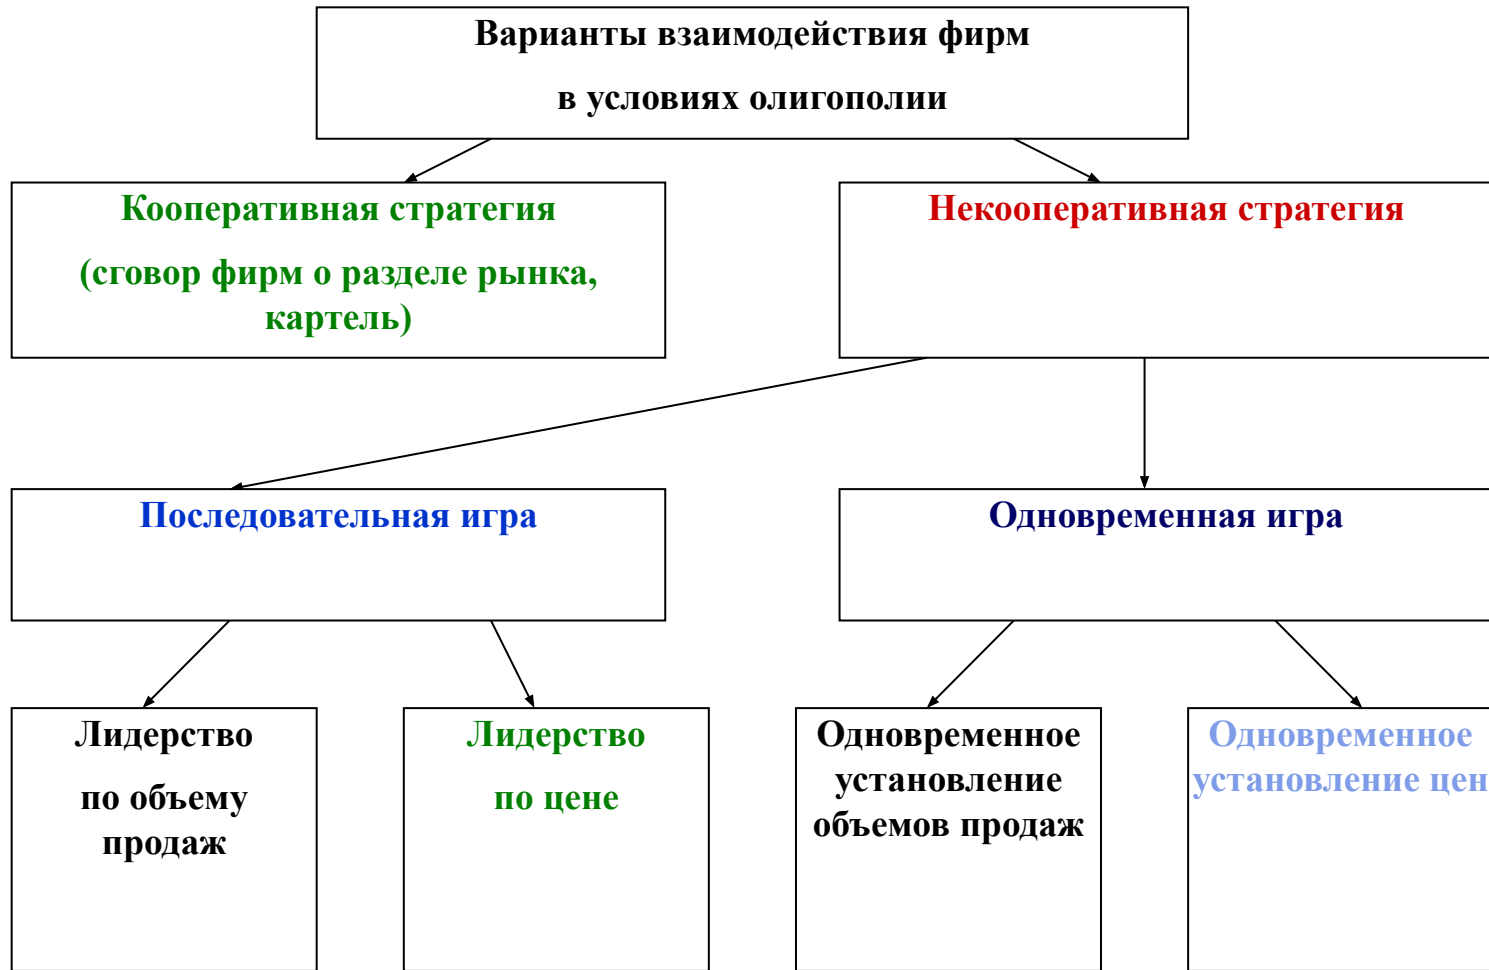 Варианты взаимодействия фирм
в условиях олигополии
Кооперативная стратегия
(сговор фирм о разделе рынка,
картель)
Некооперативная стратегия
Последовательная игра
Одновременная игра
Лидерство
по объему
продаж
Лидерство
по цене
Одновременное
установление
объемов продаж
Одновременное
установление цен